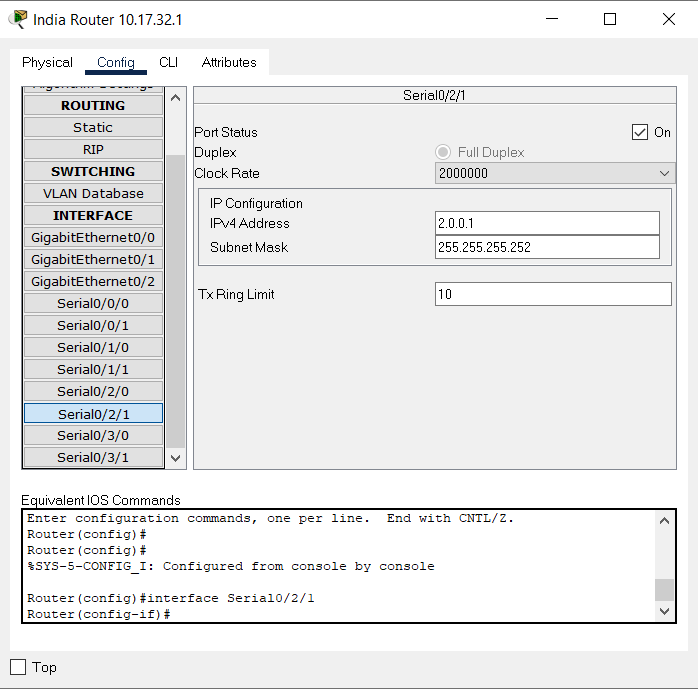 India Router 10.17.32.1
Physical Config CLI Attributes
Algorithm Settings
ROUTING
Static
RIP
SWITCHING
VLAN Database
INTERFACE
GigabitEthernet0/0
GigabitEthernet0/1
GigabitEthernet0/2
Serial0/0/0
Serial0/0/1
Serial0/1/0
Serial0/1/1
Serial0/2/0
Serial0/2/1
Serial0/3/0
Serial0/3/1
Serial0/2/1
Port Status On
Duplex Full Duplex
Clock Rate 2000000
IP Configuration
IPv4 Address 2.0.0.1
Subnet Mask 255.255.255.252
Tx Ring Limit 10
Equivalent IOS Commands
Enter configuration commands, one per line.  End with CNTL/Z.
Router(config)#
Router(config)#
%SYS-5-CONFIG_I: Configured from console by console
Router(config)#interface Serial0/2/1
Router(config-if)#
Top